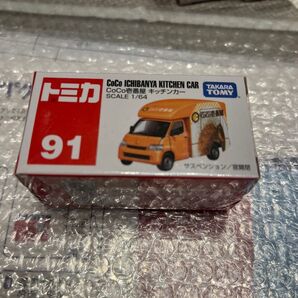 トミカ
91
CoCo ICHIBANYA KITCHEN CAR
CoCo壱番屋 キッチンカー
SCALE 1/64
TAKARA
TOMY
サスペンション/窓開閉